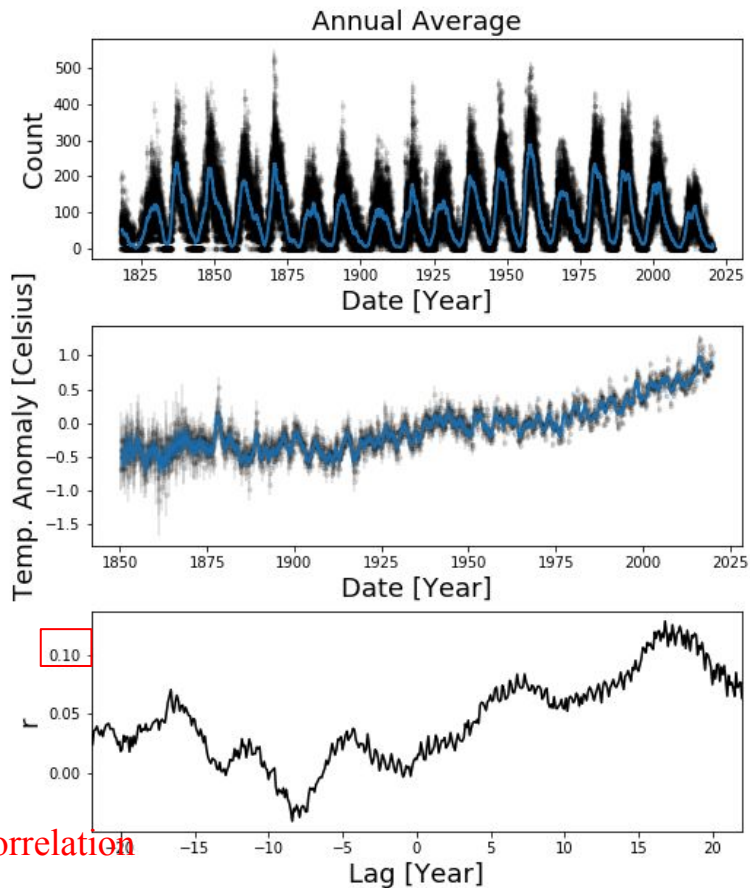 Annual Average
Count
500
400
300
200
100
0
1825 1850 1875 1900 1925 1950 1975 2000 2025
Date [Year]
Temp. Anomaly [Celsius]
1.0
0.5
0.0
−0.5
−1.0
−1.5
1850 1875 1900 1925 1950 1975 2000
Date [Year]
r
0.10
0.05
0.00
orrelation
−20 −15 −10 −5 0 5 10 15 20
Lag [Year]